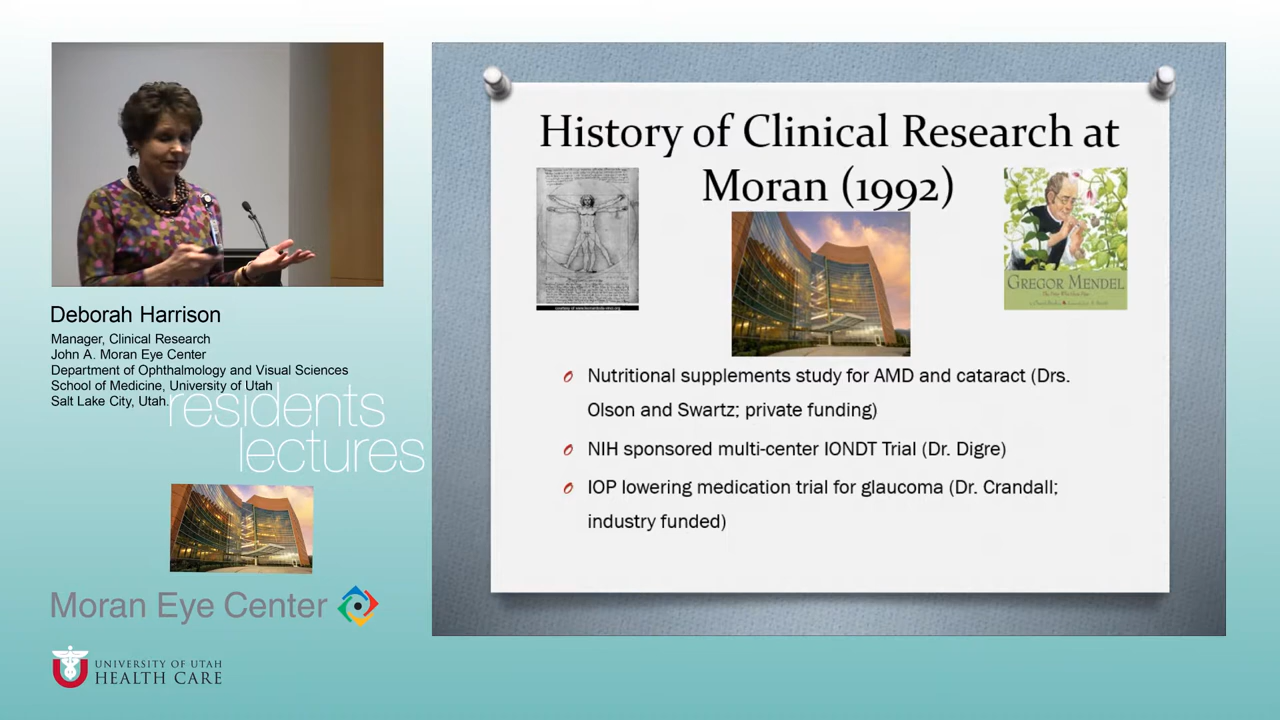 Deborah Harrison
Manager, Clinical Research
John A. Moran Eye Center
Department of Ophthalmology and Visual Sciences
School of Medicine, University of Utah
Salt Lake City, Utah.
residents
lectures
Moran Eye Center
UNIVERSITY OF UTAH
HEALTH CARE
History of Clinical Research at
Moran (1992)
GREGOR MENDEL
Nutritional supplements study for AMD and cataract (Drs.
Olson and Swartz; private funding)
NIH sponsored multi-center IONDT Trial (Dr. Digre)
IOP lowering medication trial for glaucoma (Dr. Crandall;
industry funded)